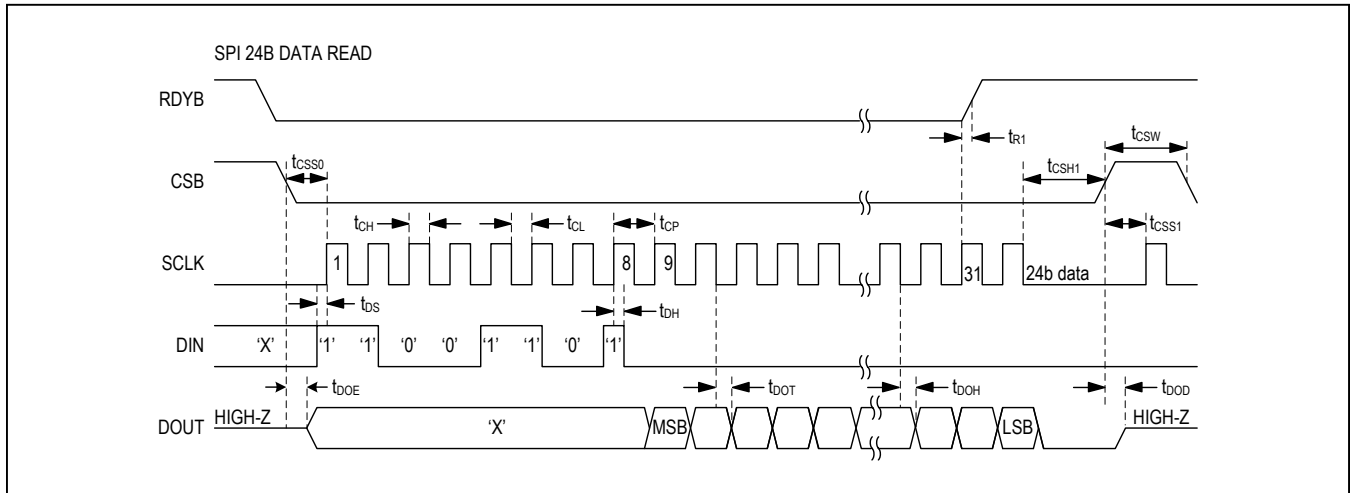 SPI 24B DATA READ
RDYB
tR1
tCSW
tCSS0
tCSH1
CSB
tCH
tCL
tCP
tCSS1
SCLK
1
8
9
31
24b data
tDS
tDH
DIN
'X'
'1'
'1'
'0'
'0'
'1'
'1'
'0'
'1'
tDOE
tDOT
tDOH
tDOD
DOUT
HIGH-Z
'X'
MSB
LSB
HIGH-Z